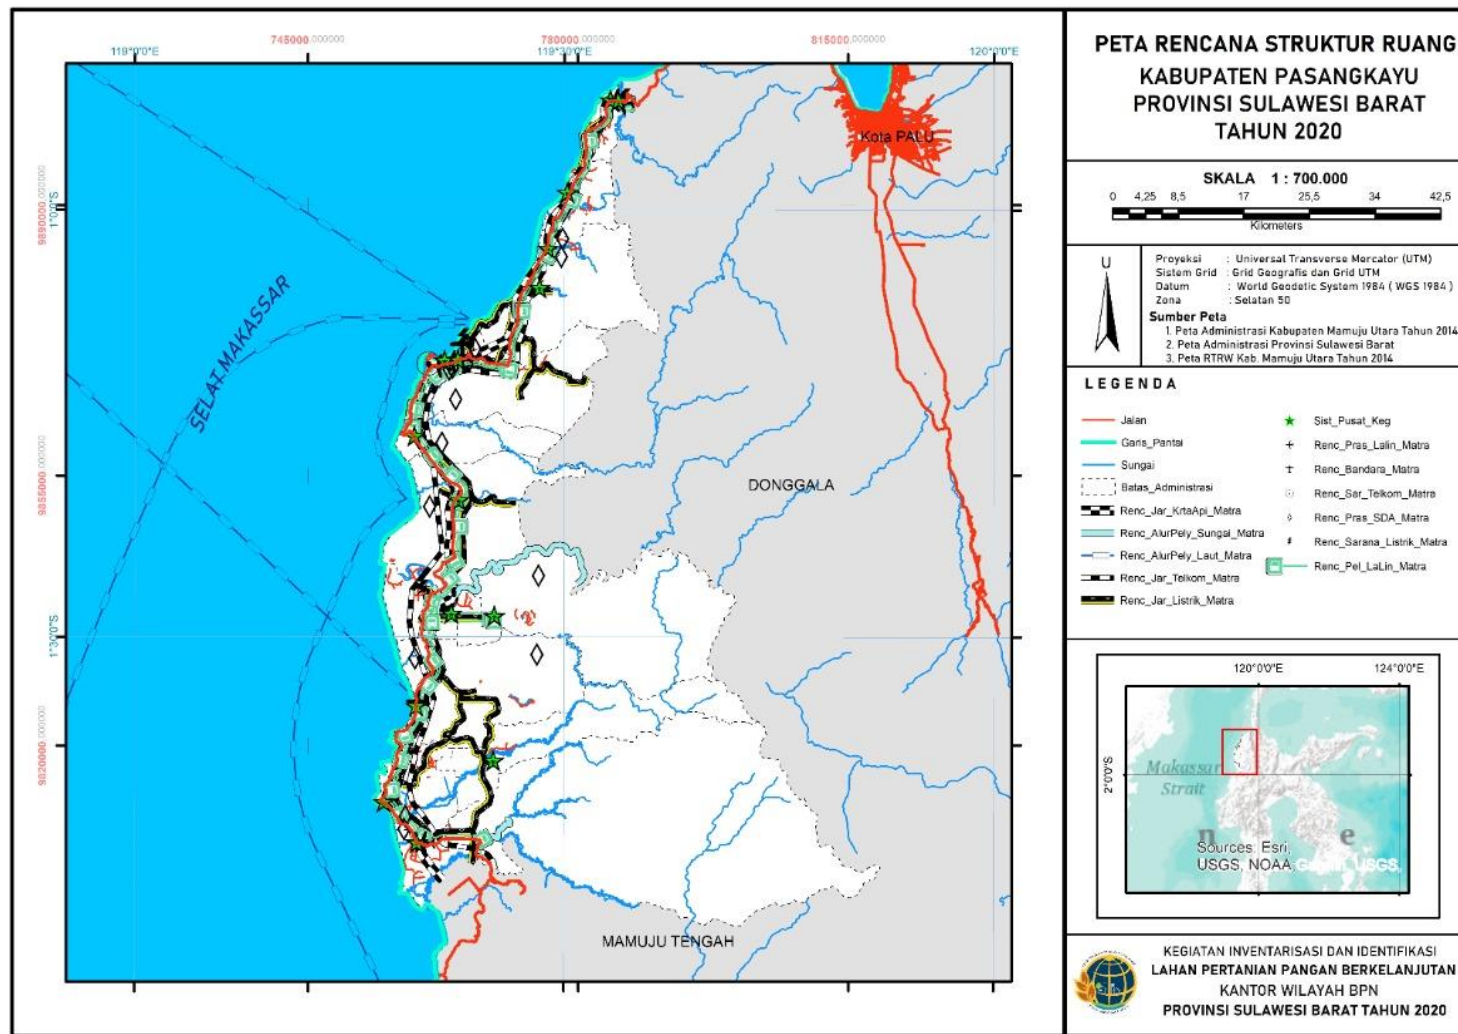 745000.000000
780000.000000
815000.000000
119°0'0"E
119°30'0"E
120°0'0"E
9890000.000000
1°0'0"S
9855000.000000
1°30'0"S
9820000.000000
SELAT MAKASSAR
Kota PALU
DONGGALA
MAMUJU TENGAH
PETA RENCANA STRUKTUR RUANG
KABUPATEN PASANGKAYU
PROVINSI SULAWESI BARAT
TAHUN 2020
SKALA 1 : 700.000
0 4,25 8,5 17 25,5 34 42,5
Kilometers
U
Proyeksi : Universal Transverse Mercator (UTM)
Sistem Grid : Grid Geografis dan Grid UTM
Datum : World Geodetic System 1984 ( WGS 1984 )
Zona : Selatan 50
Sumber Peta
1. Peta Administrasi Kabupaten Mamuju Utara Tahun 2014
2. Peta Administrasi Provinsi Sulawesi Barat
3. Peta RTRW Kab. Mamuju Utara Tahun 2014
LEGENDA
Jalan
Garis_Pantai
Sungai
Batas_Administrasi
Renc_Jar_KrtaApi_Matra
Renc_AlurPely_Sungai_Matra
Renc_AlurPely_Laut_Matra
Renc_Jar_Telkom_Matra
Renc_Jar_Listrik_Matra
Sist_Pusat_Keg
Renc_Pras_Lalin_Matra
Renc_Bandara_Matra
Renc_Sar_Telkom_Matra
Renc_Pras_SDA_Matra
Renc_Sarana_Listrik_Matra
Renc_Pel_LaLin_Matra
120°0'0"E
124°0'0"E
2°0'0"S
Makassar
Strait
n e
Sources: Esri,
USGS, NOAA, Garmin, USGS,
KEGIATAN INVENTARISASI DAN IDENTIFIKASI
LAHAN PERTANIAN PANGAN BERKELANJUTAN
KANTOR WILAYAH BPN
PROVINSI SULAWESI BARAT TAHUN 2020